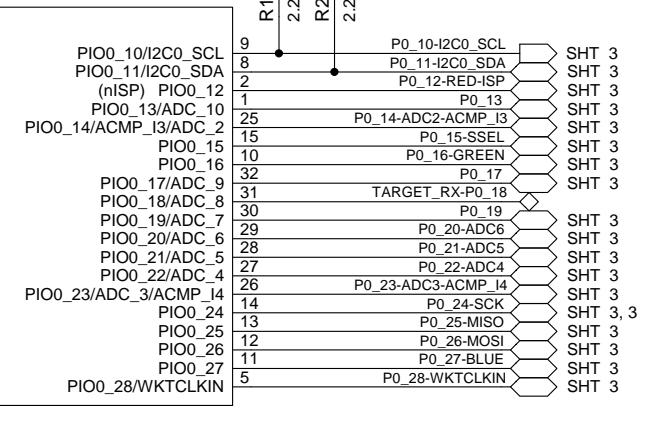 R1 2.2 R2 2.2
PIO0_10/I2C0_SCL 9 P0_10-I2C0_SCL SHT 3
PIO0_11/I2C0_SDA 8 P0_11-I2C0_SDA SHT 3
(nISP) PIO0_12 2 P0_12-RED-ISP SHT 3
PIO0_13/ADC_10 1 P0_13 SHT 3
PIO0_14/ACMP_I3/ADC_2 25 P0_14-ADC2-ACMP_I3 SHT 3
PIO0_15 15 P0_15-SSEL SHT 3
PIO0_16 10 P0_16-GREEN SHT 3
PIO0_17/ADC_9 32 P0_17 SHT 3
PIO0_18/ADC_8 31 TARGET_RX-P0_18
PIO0_19/ADC_7 30 P0_19 SHT 3
PIO0_20/ADC_6 29 P0_20-ADC6 SHT 3
PIO0_21/ADC_5 28 P0_21-ADC5 SHT 3
PIO0_22/ADC_4 27 P0_22-ADC4 SHT 3
PIO0_23/ADC_3/ACMP_I4 26 P0_23-ADC3-ACMP_I4 SHT 3
PIO0_24 14 P0_24-SCK SHT 3, 3
PIO0_25 13 P0_25-MISO SHT 3
PIO0_26 12 P0_26-MOSI SHT 3
PIO0_27 11 P0_27-BLUE SHT 3
PIO0_28/WKTCLKIN 5 P0_28-WKTCLKIN SHT 3